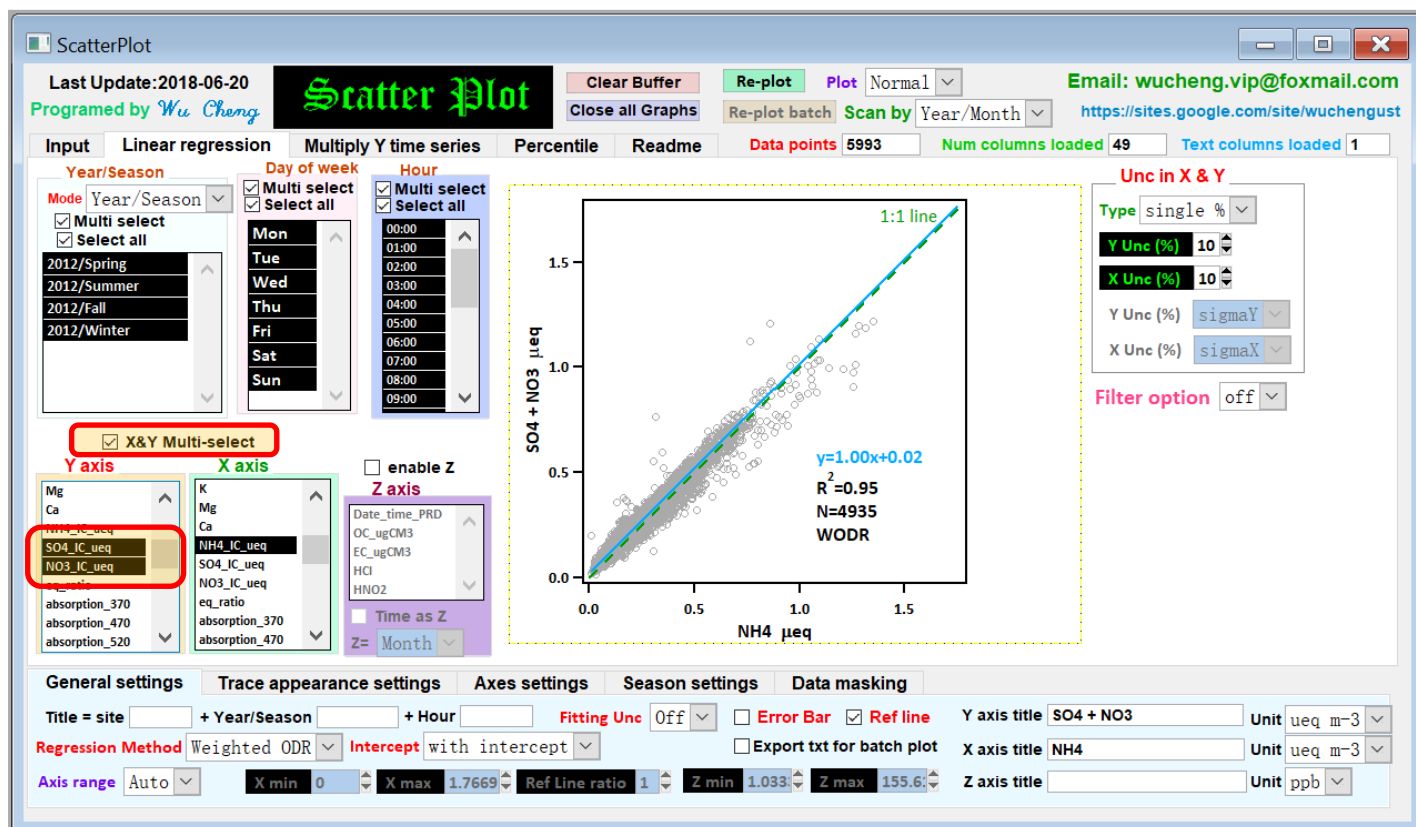 ScatterPlot
Last Update:2018-06-20
Programed by Wu Cheng
Scatter Plot
Clear Buffer
Close all Graphs
Re-plot
Plot Normal
Re-plot batch
Scan by Year/Month
Email: wucheng.vip@foxmail.com
https://sites.google.com/site/wuchengust
Input Linear regression Multiply Y time series Percentile Readme
Data points 5993
Num columns loaded 49
Text columns loaded 1
Year/Season
Mode Year/Season
Multi select
Select all
2012/Spring
2012/Summer
2012/Fall
2012/Winter
Day of week
Multi select
Select all
Mon
Tue
Wed
Thu
Fri
Sat
Sun
Hour
Multi select
Select all
00:00
01:00
02:00
03:00
04:00
05:00
06:00
07:00
08:00
09:00
X&Y Multi-select
Y axis
Mg
Ca
NH4_IC_ueq
SO4_IC_ueq
NO3_IC_ueq
eq_ratio
absorption_370
absorption_470
absorption_520
X axis
K
Mg
Ca
NH4_IC_ueq
SO4_IC_ueq
NO3_IC_ueq
eq_ratio
absorption_370
absorption_470
enable Z
Z axis
Date_time_PRD
OC_ugCM3
EC_ugCM3
HCl
HNO2
Time as Z
Z= Month
SO4 + NO3 µeq
1.5
1.0
0.5
0.0
1:1 line
y=1.00x+0.02
R2=0.95
N=4935
WODR
0.0 0.5 1.0 1.5
NH4 µeq
Unc in X & Y
Type single %
Y Unc (%) 10
X Unc (%) 10
Y Unc (%) sigmaY
X Unc (%) sigmaX
Filter option off
General settings Trace appearance settings Axes settings Season settings Data masking
Title = site + Year/Season + Hour
Fitting Unc Off
Error Bar
Ref line
Y axis title SO4 + NO3 Unit ueq m-3
Regression Method Weighted ODR
Intercept with intercept
Export txt for batch plot
X axis title NH4 Unit ueq m-3
Axis range Auto
X min 0
X max 1.7669
Ref Line ratio 1
Z min 1.033
Z max 155.6
Z axis title Unit ppb